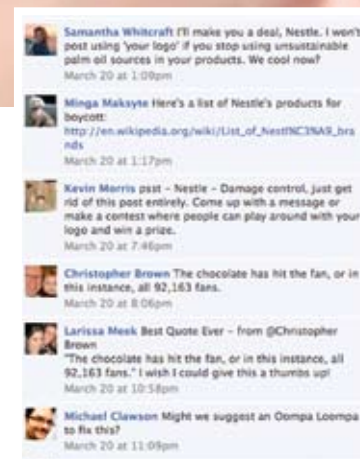 Samantha Whitcraft I'll make you a deal, Nestle. I won't
post using 'your logo' if you stop using unsustainable
palm oil sources in your products. We cool now?
March 20 at 1:09pm
Minga Maksyte Here's a list of Nestle's products for
boycott:
http://en.wikipedia.org/wiki/List_of_Nestl%C3%A9_bra
nds
March 20 at 1:17pm
Kevin Morris psst - Nestle - Damage control, just get
rid of this post entirely. Come up with a message or
make a contest where people can play around with your
logo and win a prize.
March 20 at 7:46pm
Christopher Brown The chocolate has hit the fan, or in
this instance, all 92,163 fans.
March 20 at 8:06pm
Larissa Meek Best Quote Ever - from @Christopher
Brown
"The chocolate has hit the fan, or in this instance, all
92,163 fans." I wish I could give this a thumbs up!
March 20 at 10:58pm
Michael Clawson Might we suggest an Oompa Loompa
to fix this?
March 20 at 11:09pm